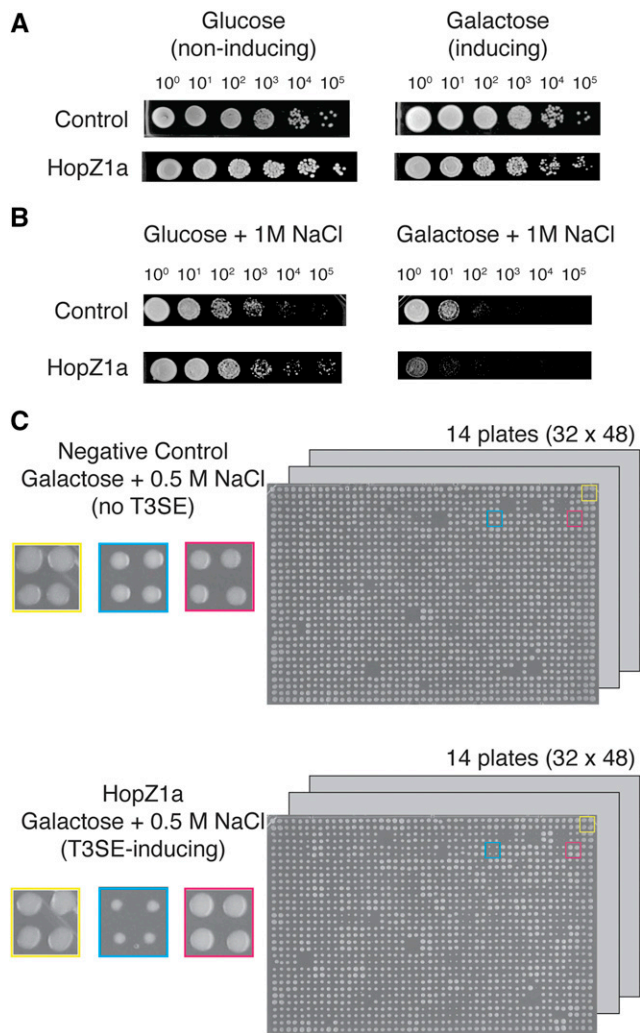 A
Glucose
(non-inducing)
Galactose
(inducing)
10⁰ 10¹ 10² 10³ 10⁴ 10⁵
10⁰ 10¹ 10² 10³ 10⁴ 10⁵
Control
HopZ1a
B
Glucose + 1M NaCl
Galactose + 1M NaCl
10⁰ 10¹ 10² 10³ 10⁴ 10⁵
10⁰ 10¹ 10² 10³ 10⁴ 10⁵
Control
HopZ1a
C
Negative Control
Galactose + 0.5 M NaCl
(no T3SE)
14 plates (32 x 48)
HopZ1a
Galactose + 0.5 M NaCl
(T3SE-inducing)
14 plates (32 x 48)